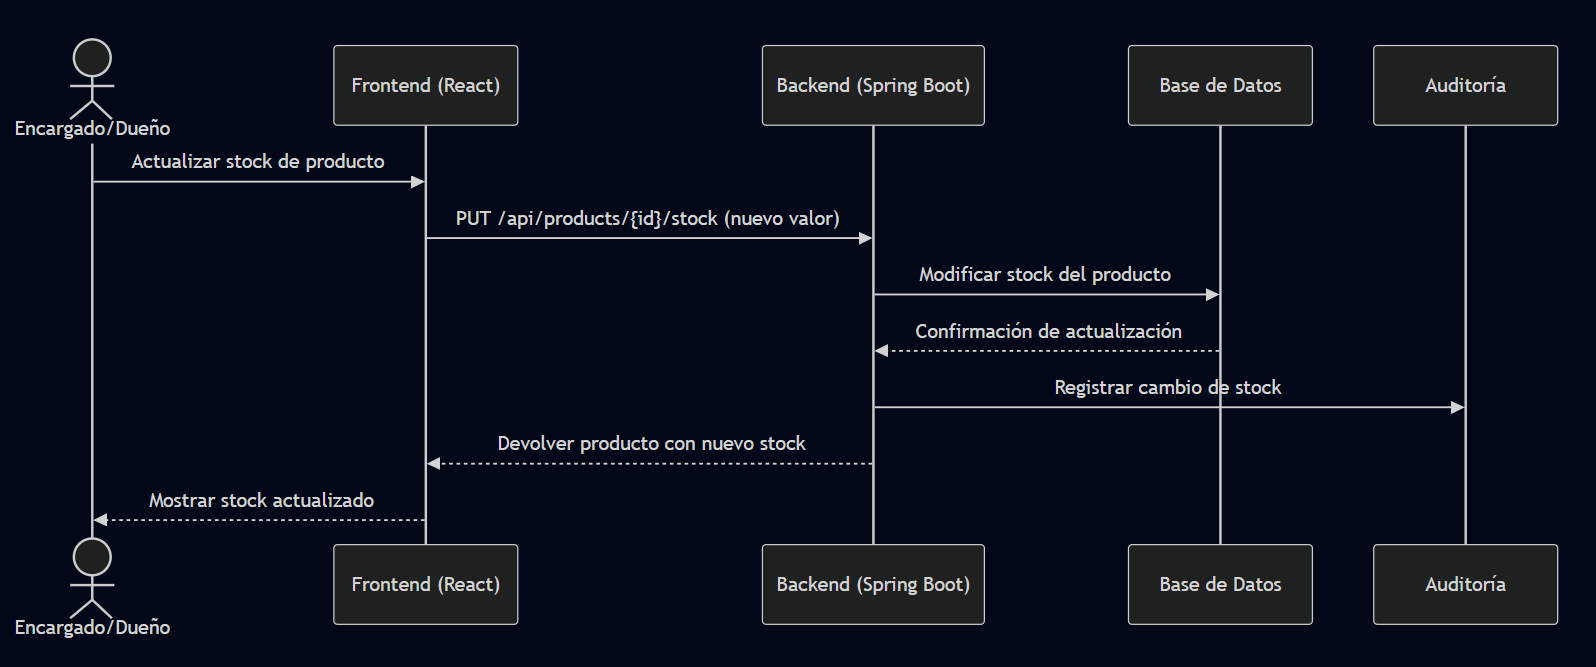 Encargado/Dueño
Frontend (React)
Backend (Spring Boot)
Base de Datos
Auditoría
Actualizar stock de producto
PUT /api/products/{id}/stock (nuevo valor)
Modificar stock del producto
Confirmación de actualización
Registrar cambio de stock
Devolver producto con nuevo stock
Mostrar stock actualizado
Encargado/Dueño
Frontend (React)
Backend (Spring Boot)
Base de Datos
Auditoría